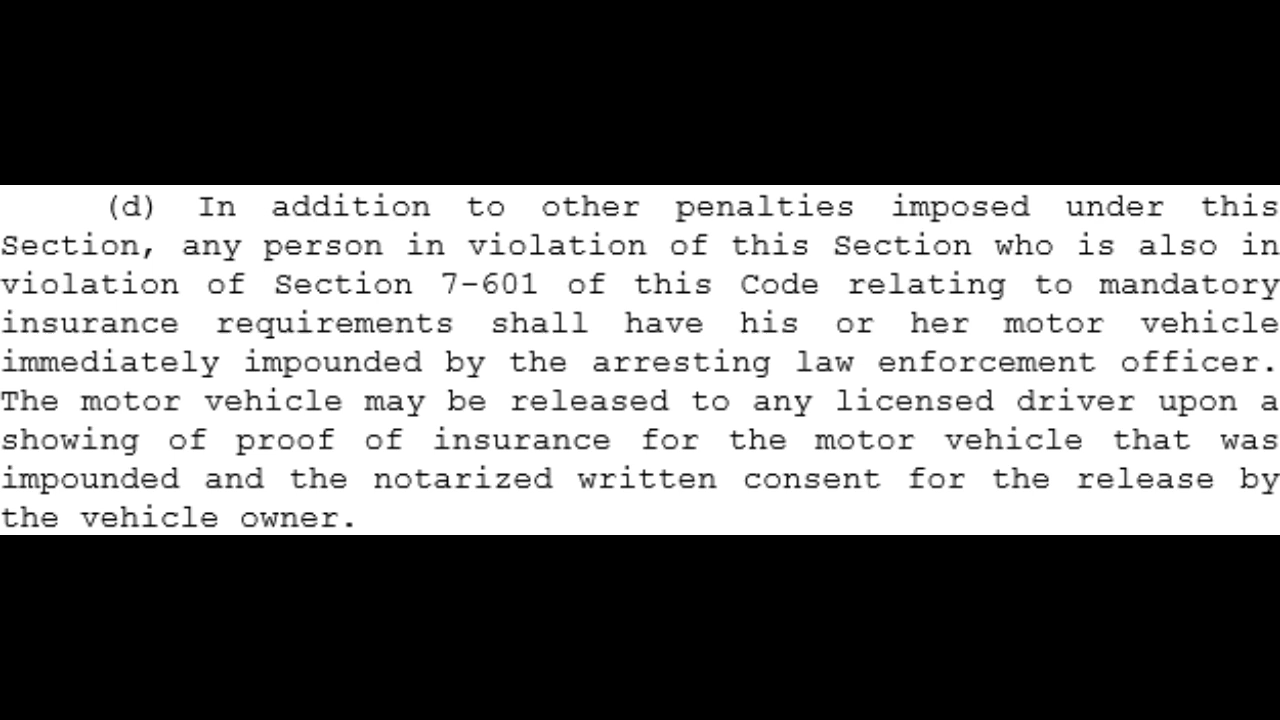 (d) In addition to other penalties imposed under this
Section, any person in violation of this Section who is also in
violation of Section 7-601 of this Code relating to mandatory
insurance requirements shall have his or her motor vehicle
immediately impounded by the arresting law enforcement officer.
The motor vehicle may be released to any licensed driver upon a
showing of proof of insurance for the motor vehicle that was
impounded and the notarized written consent for the release by
the vehicle owner.